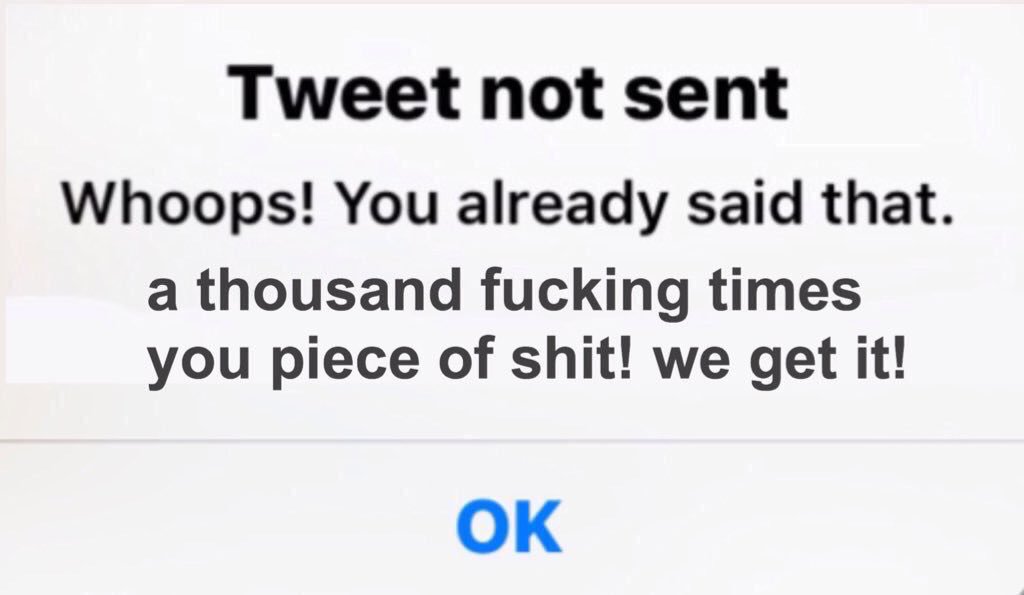 Tweet not sent
Whoops! You already said that.
a thousand fucking times
you piece of shit! we get it!
OK